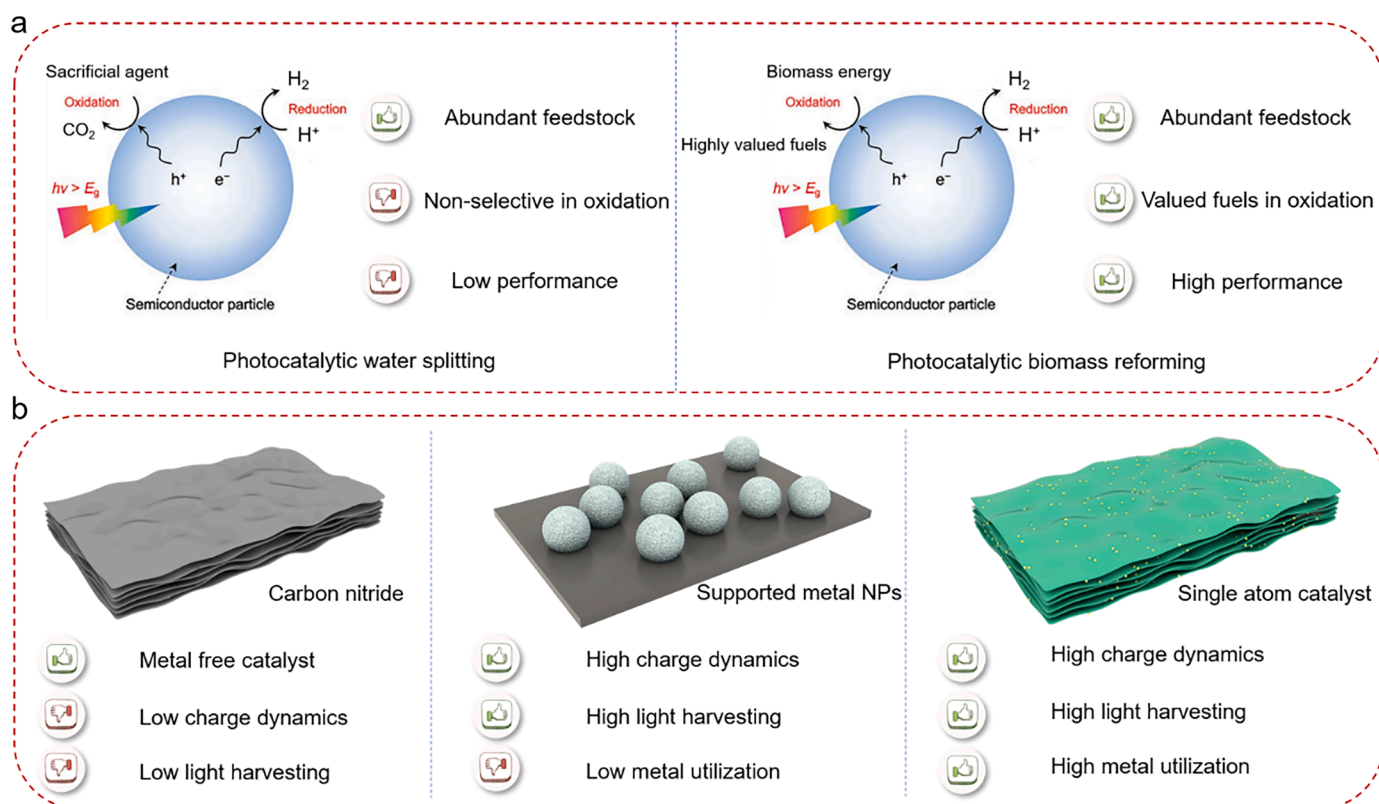 a
Sacrificial agent
Oxidation
CO₂
H₂
Reduction
H⁺
h⁺
e⁻
hν > E_g
Semiconductor particle
Abundant feedstock
Non-selective in oxidation
Low performance
Photocatalytic water splitting
Biomass energy
Oxidation
Highly valued fuels
H₂
Reduction
H⁺
h⁺
e⁻
hν > E_g
Semiconductor particle
Abundant feedstock
Valued fuels in oxidation
High performance
Photocatalytic biomass reforming
b
Carbon nitride
Metal free catalyst
Low charge dynamics
Low light harvesting
Supported metal NPs
High charge dynamics
High light harvesting
Low metal utilization
Single atom catalyst
High charge dynamics
High light harvesting
High metal utilization